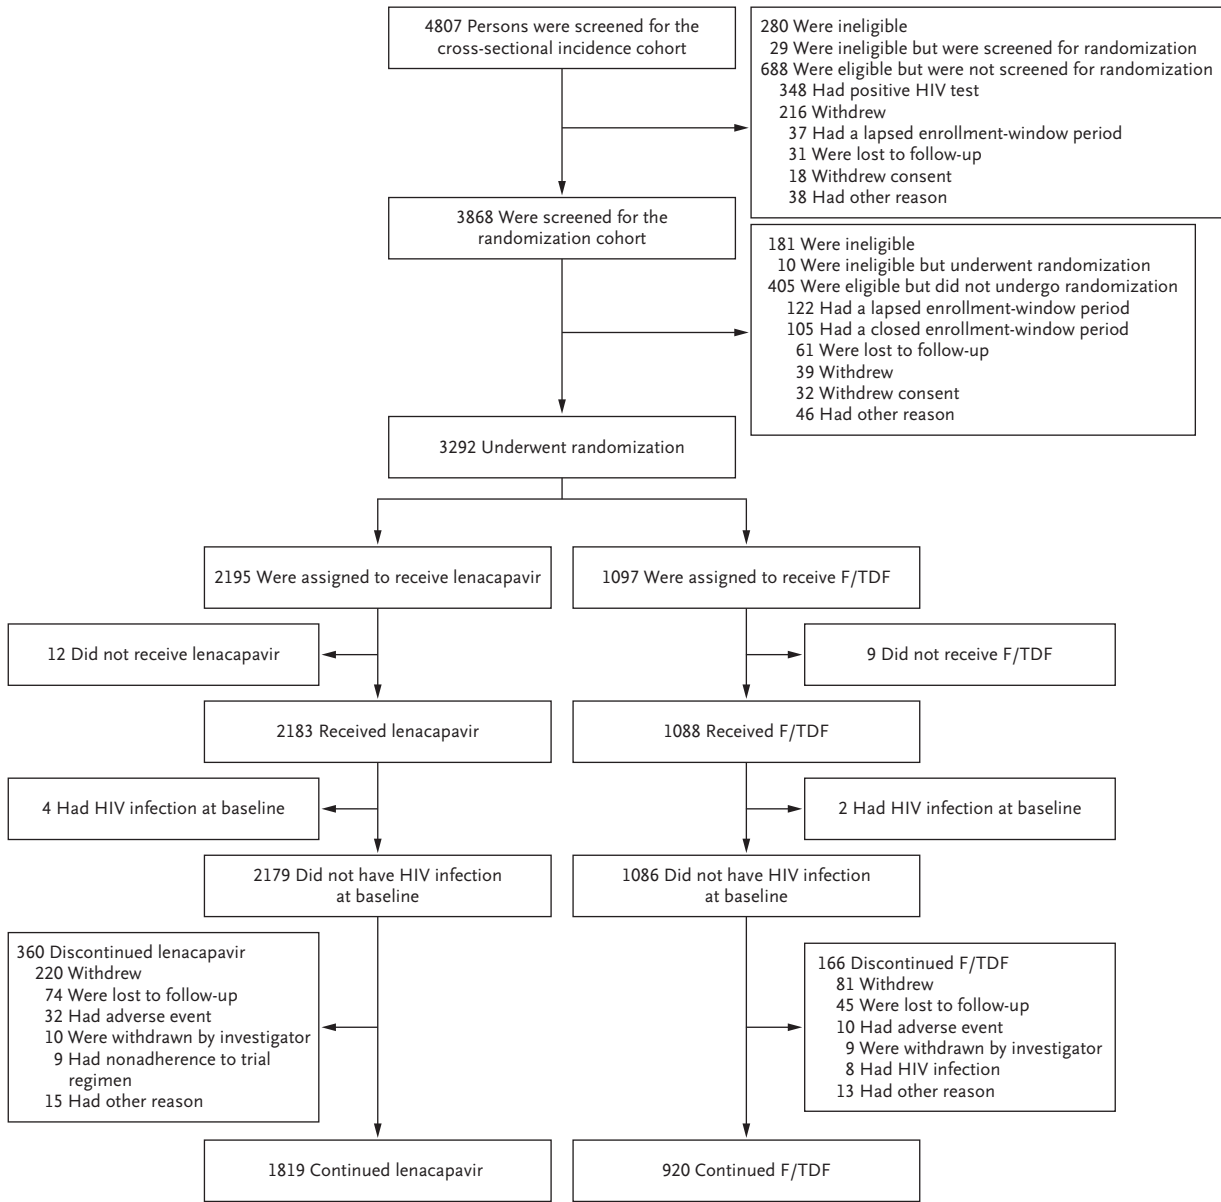 4807 Persons were screened for the
cross-sectional incidence cohort
280 Were ineligible
29 Were ineligible but were screened for randomization
688 Were eligible but were not screened for randomization
348 Had positive HIV test
216 Withdrew
37 Had a lapsed enrollment-window period
31 Were lost to follow-up
18 Withdrew consent
38 Had other reason
3868 Were screened for the
randomization cohort
181 Were ineligible
10 Were ineligible but underwent randomization
405 Were eligible but did not undergo randomization
122 Had a lapsed enrollment-window period
105 Had a closed enrollment-window period
61 Were lost to follow-up
39 Withdrew
32 Withdrew consent
46 Had other reason
3292 Underwent randomization
2195 Were assigned to receive lenacapavir
1097 Were assigned to receive F/TDF
12 Did not receive lenacapavir
9 Did not receive F/TDF
2183 Received lenacapavir
1088 Received F/TDF
4 Had HIV infection at baseline
2 Had HIV infection at baseline
2179 Did not have HIV infection
at baseline
1086 Did not have HIV infection
at baseline
360 Discontinued lenacapavir
220 Withdrew
74 Were lost to follow-up
32 Had adverse event
10 Were withdrawn by investigator
9 Had nonadherence to trial
regimen
15 Had other reason
166 Discontinued F/TDF
81 Withdrew
45 Were lost to follow-up
10 Had adverse event
9 Were withdrawn by investigator
8 Had HIV infection
13 Had other reason
1819 Continued lenacapavir
920 Continued F/TDF